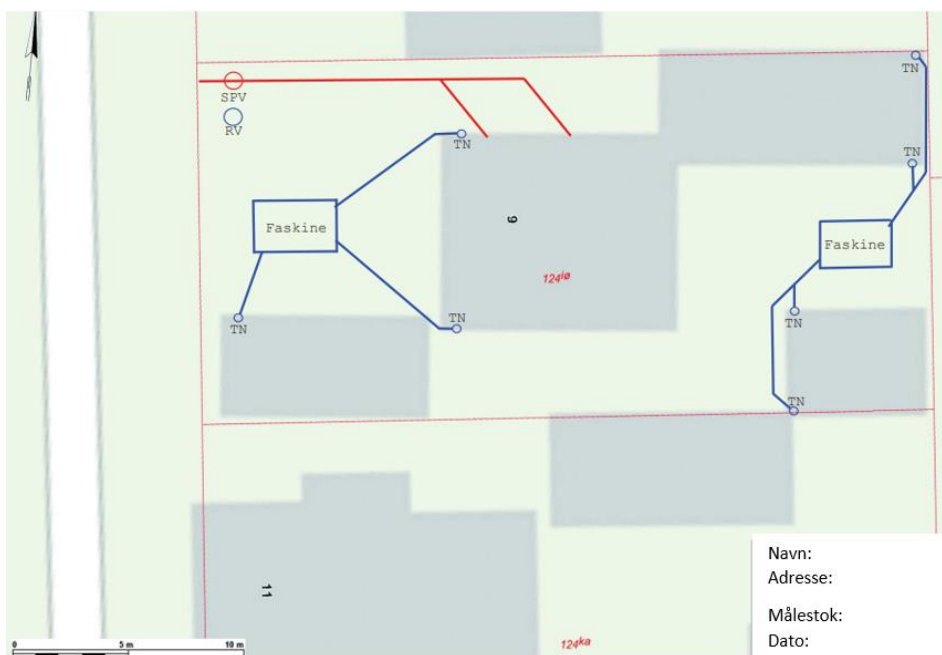 TN
SPV
RV
TN
TN
Faskine
9
Faskine
124iø
TN
TN
TN
TN
11
Navn:
Adresse:
Målestok:
Dato:
0 5 m 10 m
124ka